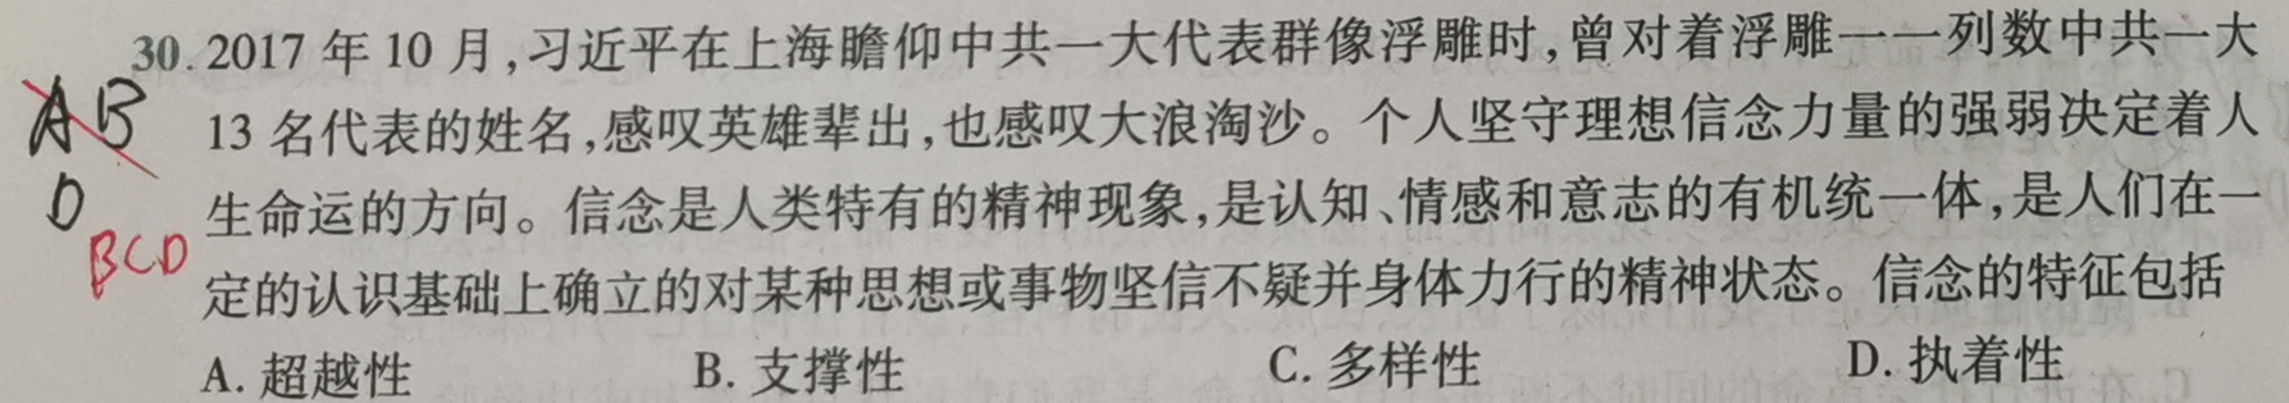 30.2017年10月,习近平在上海瞻仰中共一大代表群像浮雕时,曾对着浮雕一一列数中共一大
AB
13名代表的姓名,感叹英雄辈出,也感叹大浪淘沙。个人坚守理想信念力量的强弱决定着人
D
生命运的方向。信念是人类特有的精神现象,是认知、情感和意志的有机统一体,是人们在一
BCD
定的认识基础上确立的对某种思想或事物坚信不疑并身体力行的精神状态。信念的特征包括
A. 超越性 B. 支撑性 C. 多样性 D. 执着性